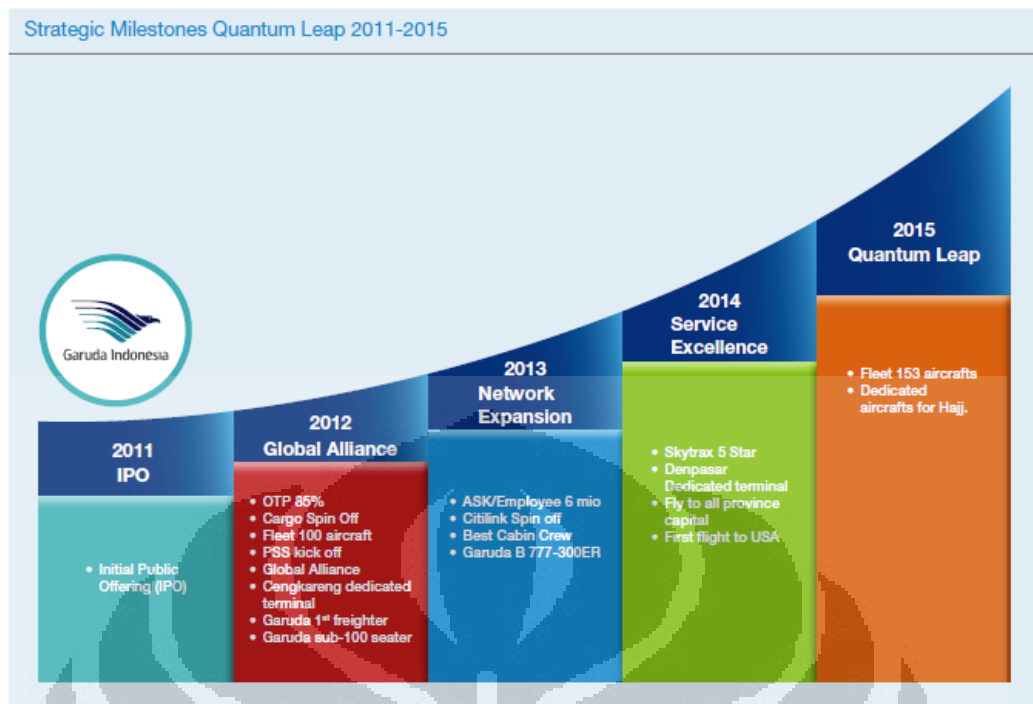 Strategic Milestones Quantum Leap 2011-2015
Garuda Indonesia
2011
IPO
• Initial Public
Offering (IPO)
2012
Global Alliance
• OTP 85%
• Cargo Spin Off
• Fleet 100 aircraft
• PSS kick off
• Global Alliance
• Cengkareng dedicated
terminal
• Garuda 1st freighter
• Garuda sub-100 seater
2013
Network
Expansion
• ASK/Employee 6 mio
• Citilink Spin off
• Best Cabin Crew
• Garuda B 777-300ER
2014
Service
Excellence
• Skytrax 5 Star
• Denpasar
Dedicated terminal
• Fly to all province
capital
• First flight to USA
2015
Quantum Leap
• Fleet 153 aircrafts
• Dedicated
aircrafts for Hajj.